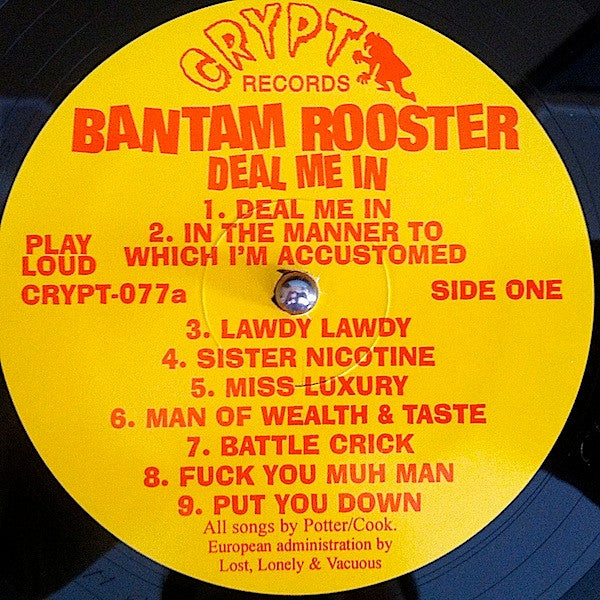 CRYPT
RECORDS
BANTAM ROOSTER
DEAL ME IN
1. DEAL ME IN
2. IN THE MANNER TO
WHICH I'M ACCUSTOMED
PLAY
LOUD
CRYPT-077a
SIDE ONE
3. LAWDY LAWDY
4. SISTER NICOTINE
5. MISS LUXURY
6. MAN OF WEALTH & TASTE
7. BATTLE CRICK
8. FUCK YOU MUH MAN
9. PUT YOU DOWN
All songs by Potter/Cook.
European administration by
Lost, Lonely & Vacuous